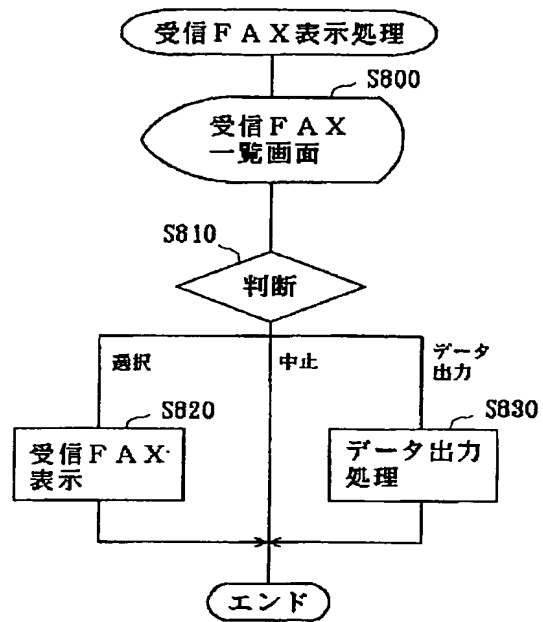 受信ＦＡＸ表示処理
S800
受信ＦＡＸ
一覧画面
S810
判断
選択
中止
データ
出力
S820
受信ＦＡＸ
表示
S830
データ出力
処理
エンド